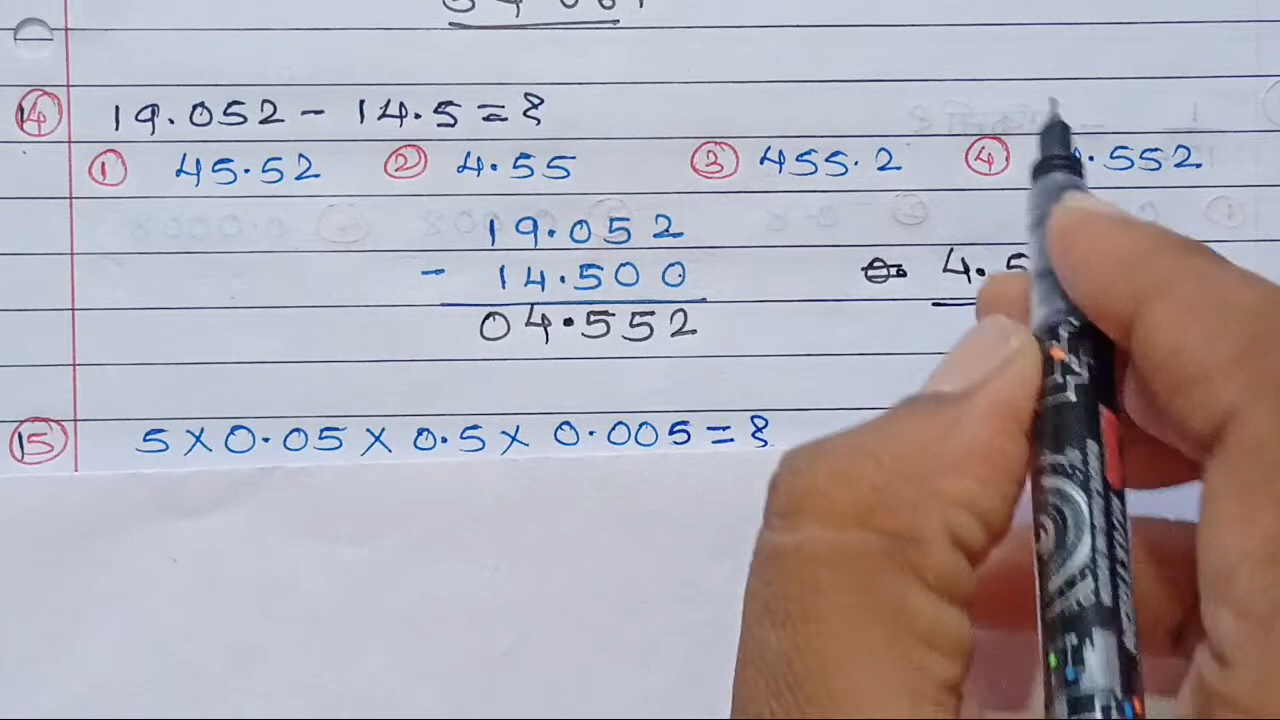 14 19.052 - 14.5 = ?
1 45.52 2 4.55 3 455.2 4 .552
19.052
- 14.500 4.5
04.552
15 5 × 0.05 × 0.5 × 0.005 = ?